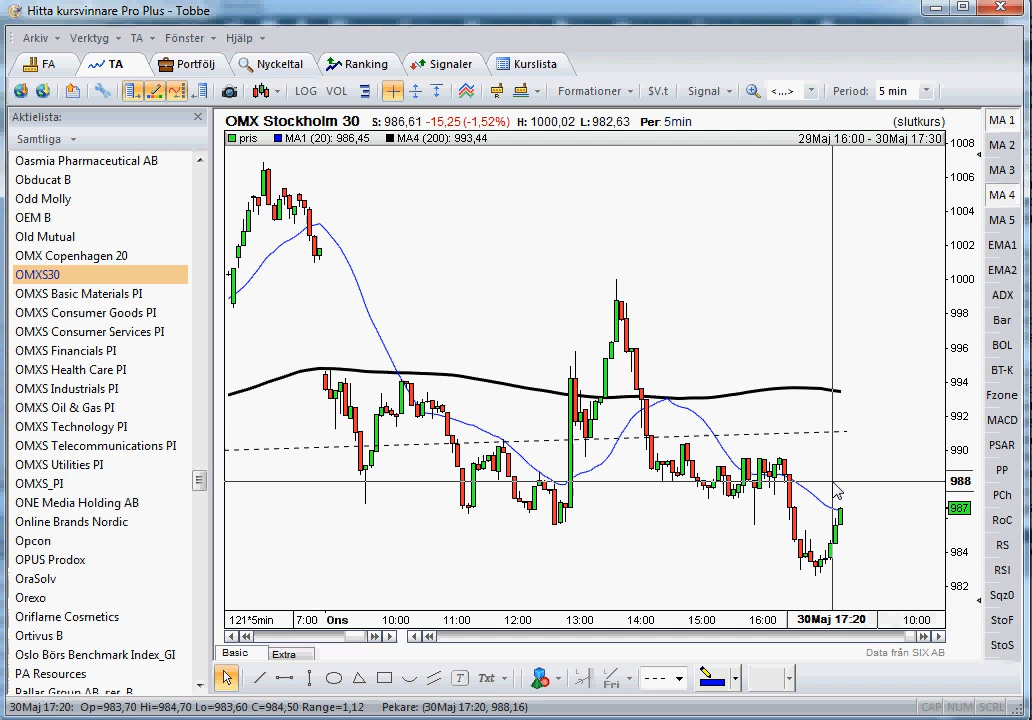 Hitta kursvinnare Pro Plus - Tobbe
Arkiv Verktyg TA Fönster Hjälp
FA TA Portfölj Nyckeltal Ranking Signaler Kurslista
LOG VOL Formationer $V.t Signal <...> Period: 5 min
Aktielista:
Samtliga
Oasmia Pharmaceutical AB
Obducat B
Odd Molly
OEM B
Old Mutual
OMX Copenhagen 20
OMXS30
OMXS Basic Materials PI
OMXS Consumer Goods PI
OMXS Consumer Services PI
OMXS Financials PI
OMXS Health Care PI
OMXS Industrials PI
OMXS Oil & Gas PI
OMXS Technology PI
OMXS Telecommunications PI
OMXS Utilities PI
OMXS_PI
ONE Media Holding AB
Online Brands Nordic
Opcon
OPUS Prodox
OraSolv
Orexo
Oriflame Cosmetics
Ortivus B
Oslo Börs Benchmark Index_GI
PA Resources
Pallas Group AB, ser. B
OMX Stockholm 30 S: 986,61 -15,25 (-1,52%) H: 1000,02 L: 982,63 Per: 5min (slutkurs)
pris MA1 (20): 986,45 MA4 (200): 993,44 29Maj 16:00 - 30Maj 17:30
1008
1006
1004
1002
1000
998
996
994
992
990
988
987
984
982
121*5min 7:00 Ons 10:00 11:00 12:00 13:00 14:00 15:00 16:00 30Maj 17:20 10:00
Basic Extra
Data från SIX AB
MA 1
MA 2
MA 3
MA 4
MA 5
EMA1
EMA2
ADX
Bar
BOL
BT-K
Fzone
MACD
PSAR
PP
PCh
RoC
RS
RSI
Sqz0
StoF
StoS
T Txt Fri
30Maj 17:20: Op=983,70 Hi=984,70 Lo=983,60 C=984,50 Range=1,12 Pekare: (30Maj 17:20, 988,16) CAP NUM SCRL